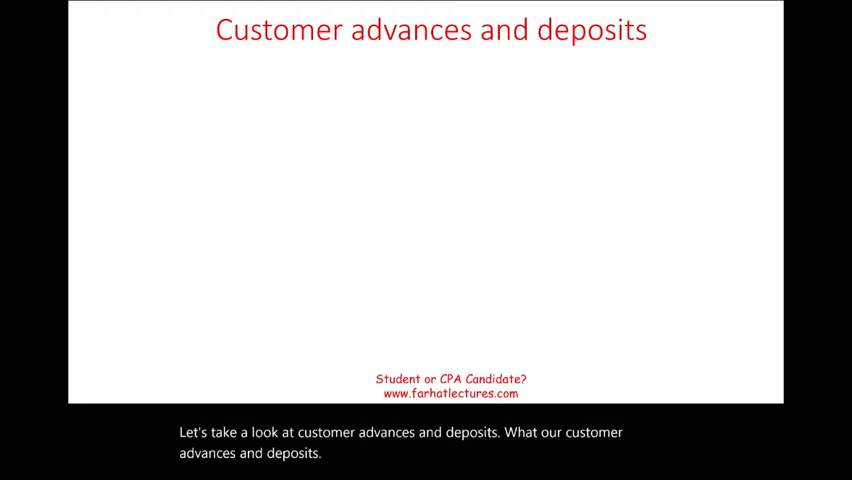 Customer advances and deposits
Student or CPA Candidate?
www.farhatlectures.com
Let's take a look at customer advances and deposits. What our customer
advances and deposits.